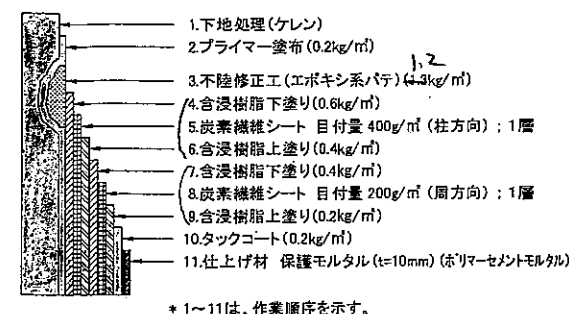 1.下地処理(ケレン)
2.プライマー塗布(0.2kg/㎡)
1.2
3.不陸修正工(エポキシ系パテ)(1.3kg/㎡)
4.含浸樹脂下塗り(0.6kg/㎡)
5.炭素繊維シート 目付量 400g/㎡(柱方向);1層
6.含浸樹脂上塗り(0.4kg/㎡)
7.含浸樹脂下塗り(0.4kg/㎡)
8.炭素繊維シート 目付量 200g/㎡(周方向);1層
9.含浸樹脂上塗り(0.2kg/㎡)
10.タックコート(0.2kg/㎡)
11.仕上げ材 保護モルタル(t=10mm)(ポリマーセメントモルタル)
*1~11は、作業順序を示す。